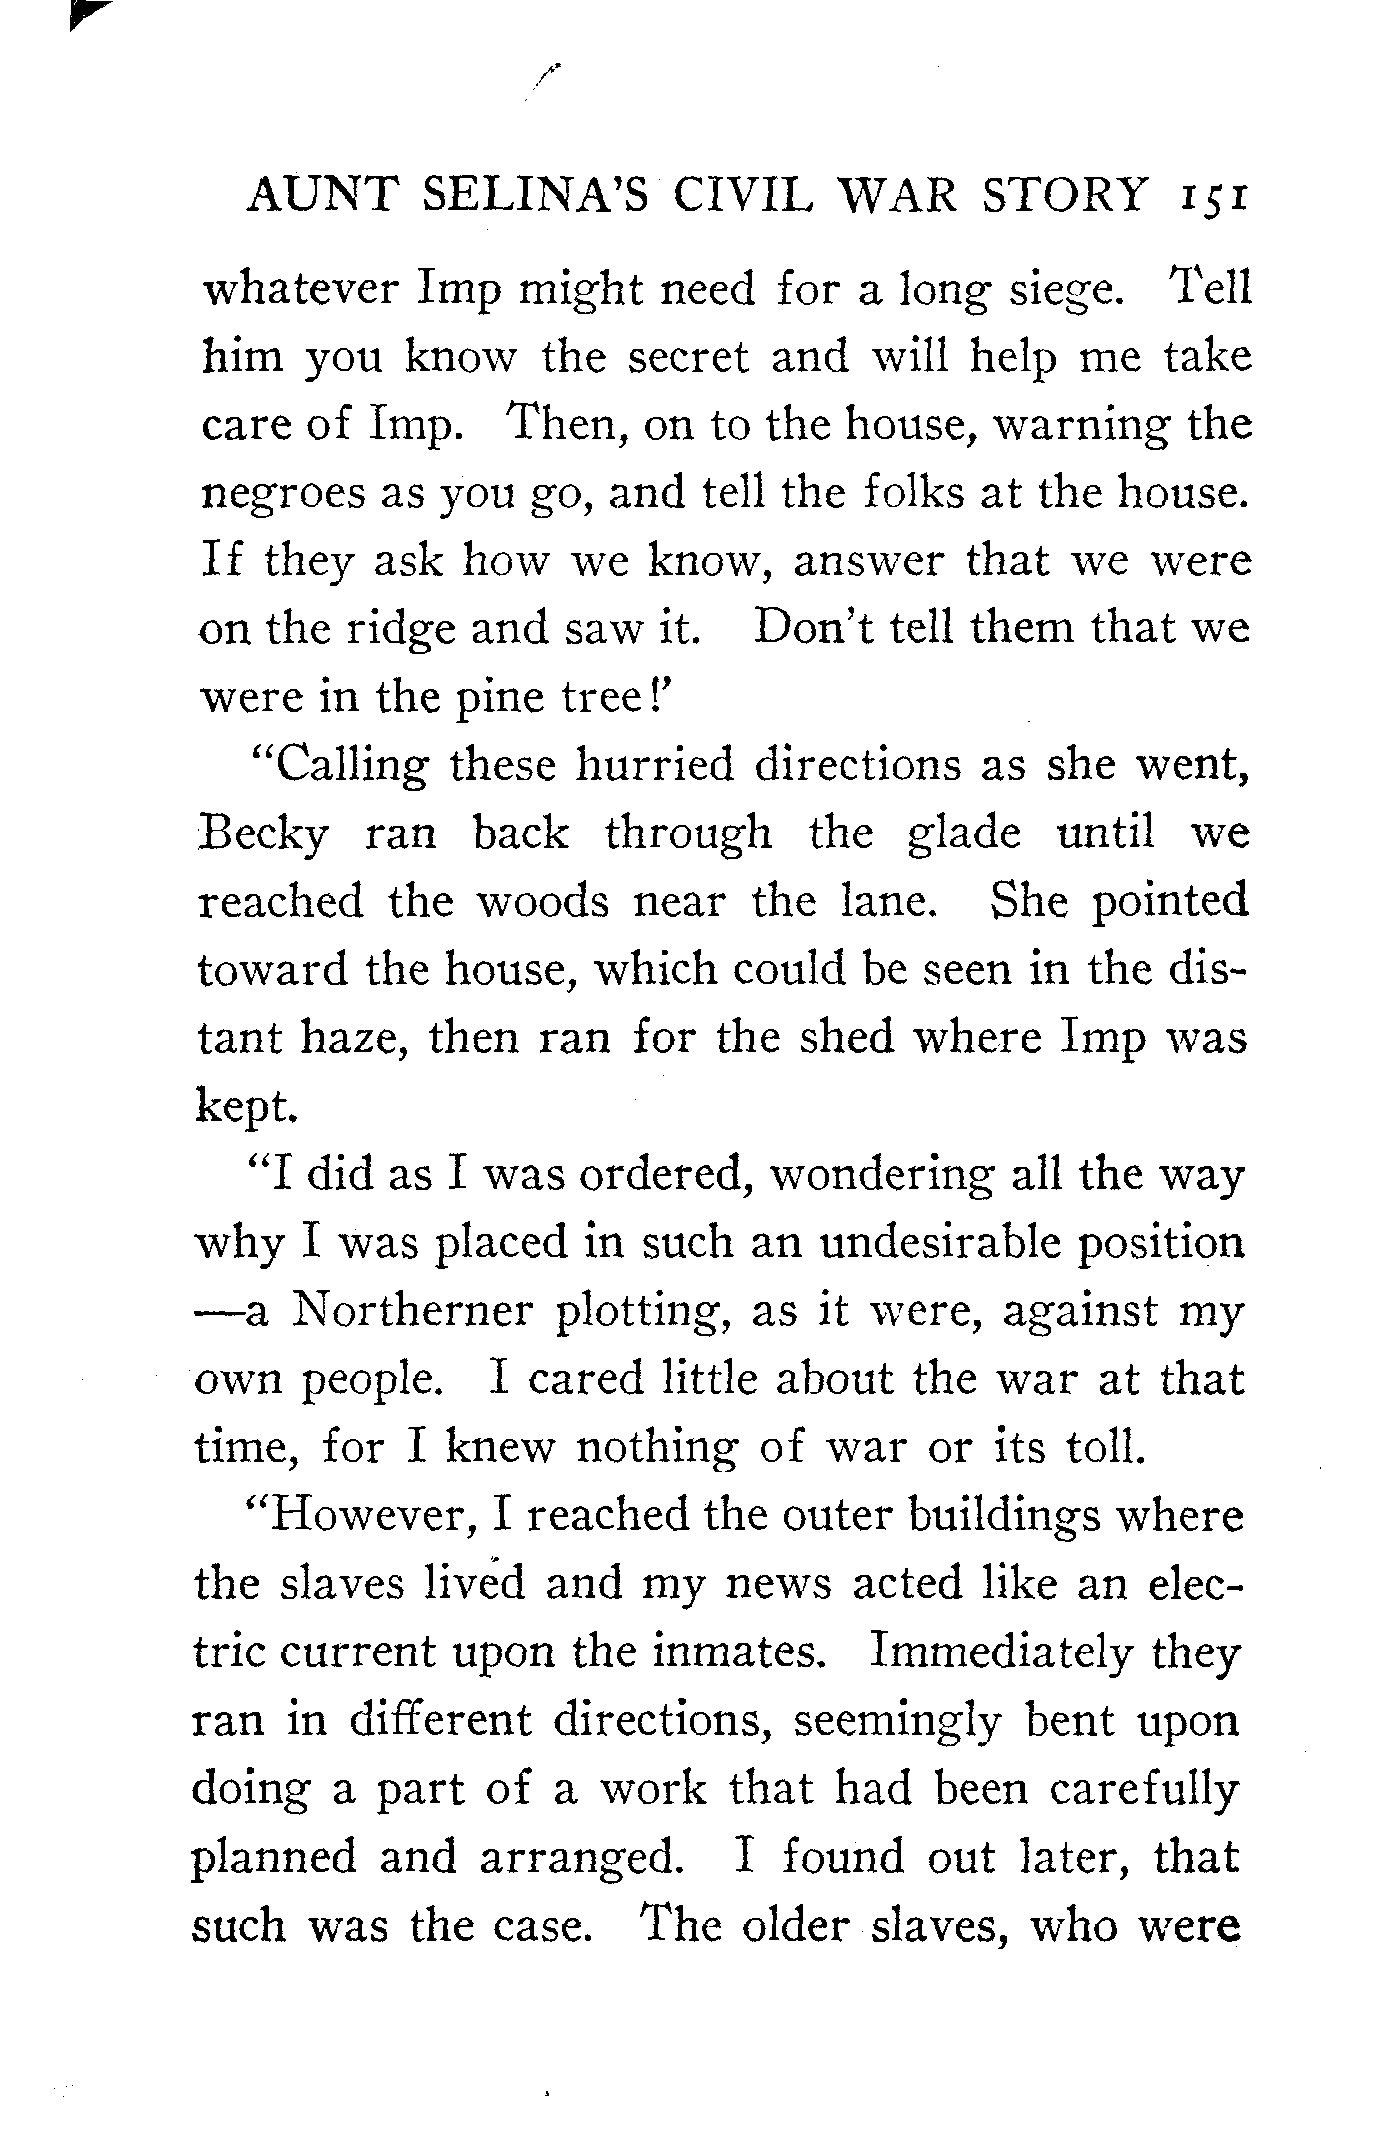 AUNT SELINA'S CIVIL WAR STORY 151
whatever Imp might need for a long siege. Tell
him you know the secret and will help me take
care of Imp. Then, on to the house, warning the
negroes as you go, and tell the folks at the house.
If they ask how we know, answer that we were
on the ridge and saw it. Don't tell them that we
were in the pine tree!'
"Calling these hurried directions as she went,
Becky ran back through the glade until we
reached the woods near the lane. She pointed
toward the house, which could be seen in the dis-
tant haze, then ran for the shed where Imp was
kept.
"I did as I was ordered, wondering all the way
why I was placed in such an undesirable position
—a Northerner plotting, as it were, against my
own people. I cared little about the war at that
time, for I knew nothing of war or its toll.
"However, I reached the outer buildings where
the slaves lived and my news acted like an elec-
tric current upon the inmates. Immediately they
ran in different directions, seemingly bent upon
doing a part of a work that had been carefully
planned and arranged. I found out later, that
such was the case. The older slaves, who were